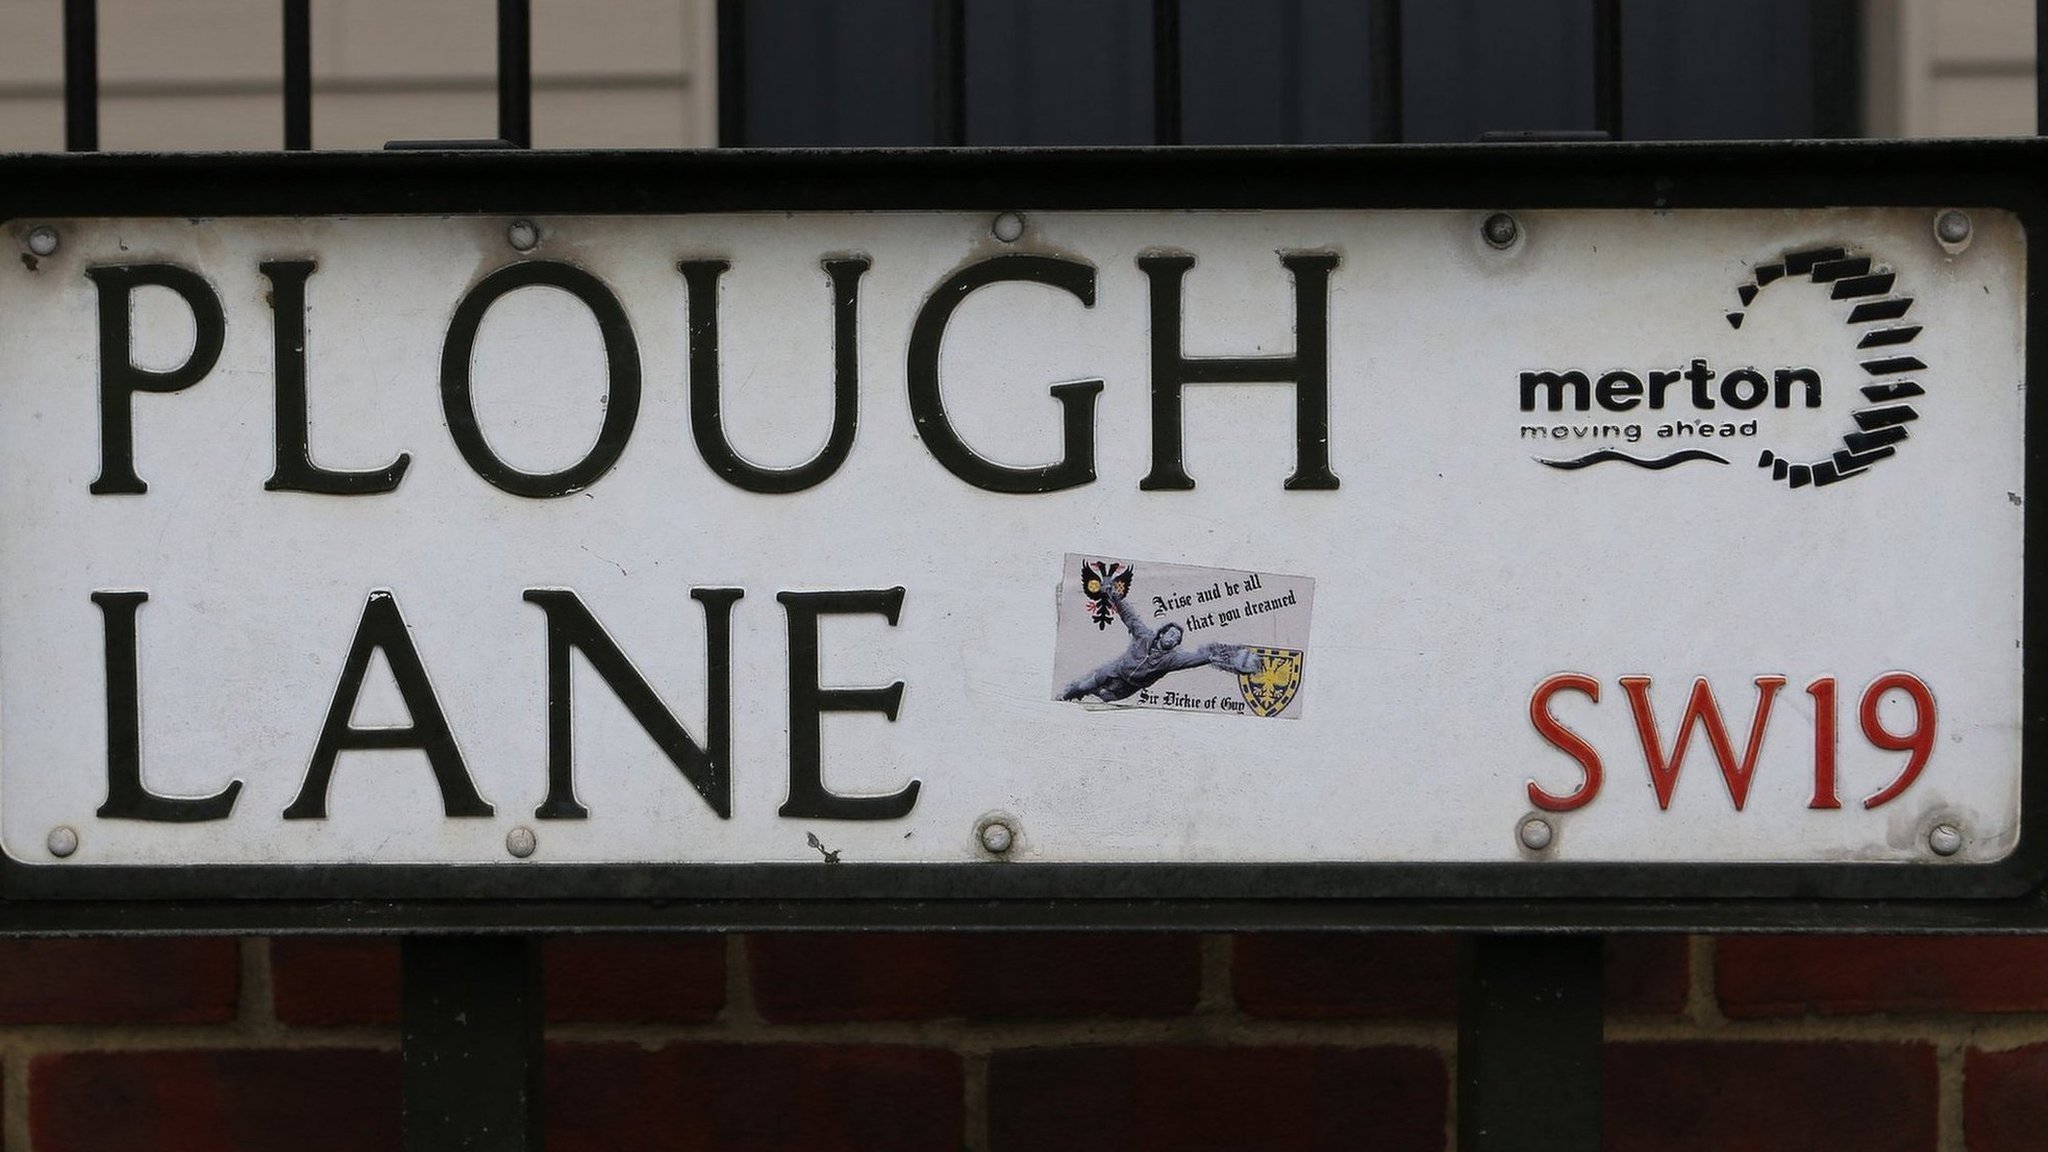 PLOUGH
merton
moving ahead
LANE
Arise and be all
that you dreamed
Sir Dickie of Guy
SW19